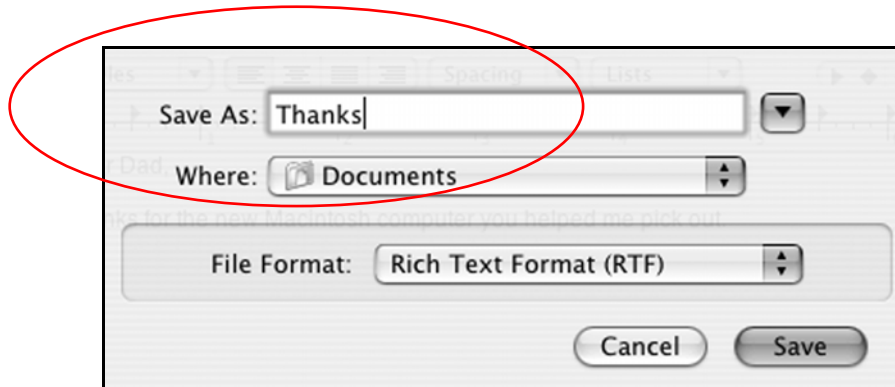 les Spacing Lists
Save As: Thanks
r Dad,
Where: Documents
nks for the new Macintosh computer you helped me pick out.
File Format: Rich Text Format (RTF)
Cancel Save